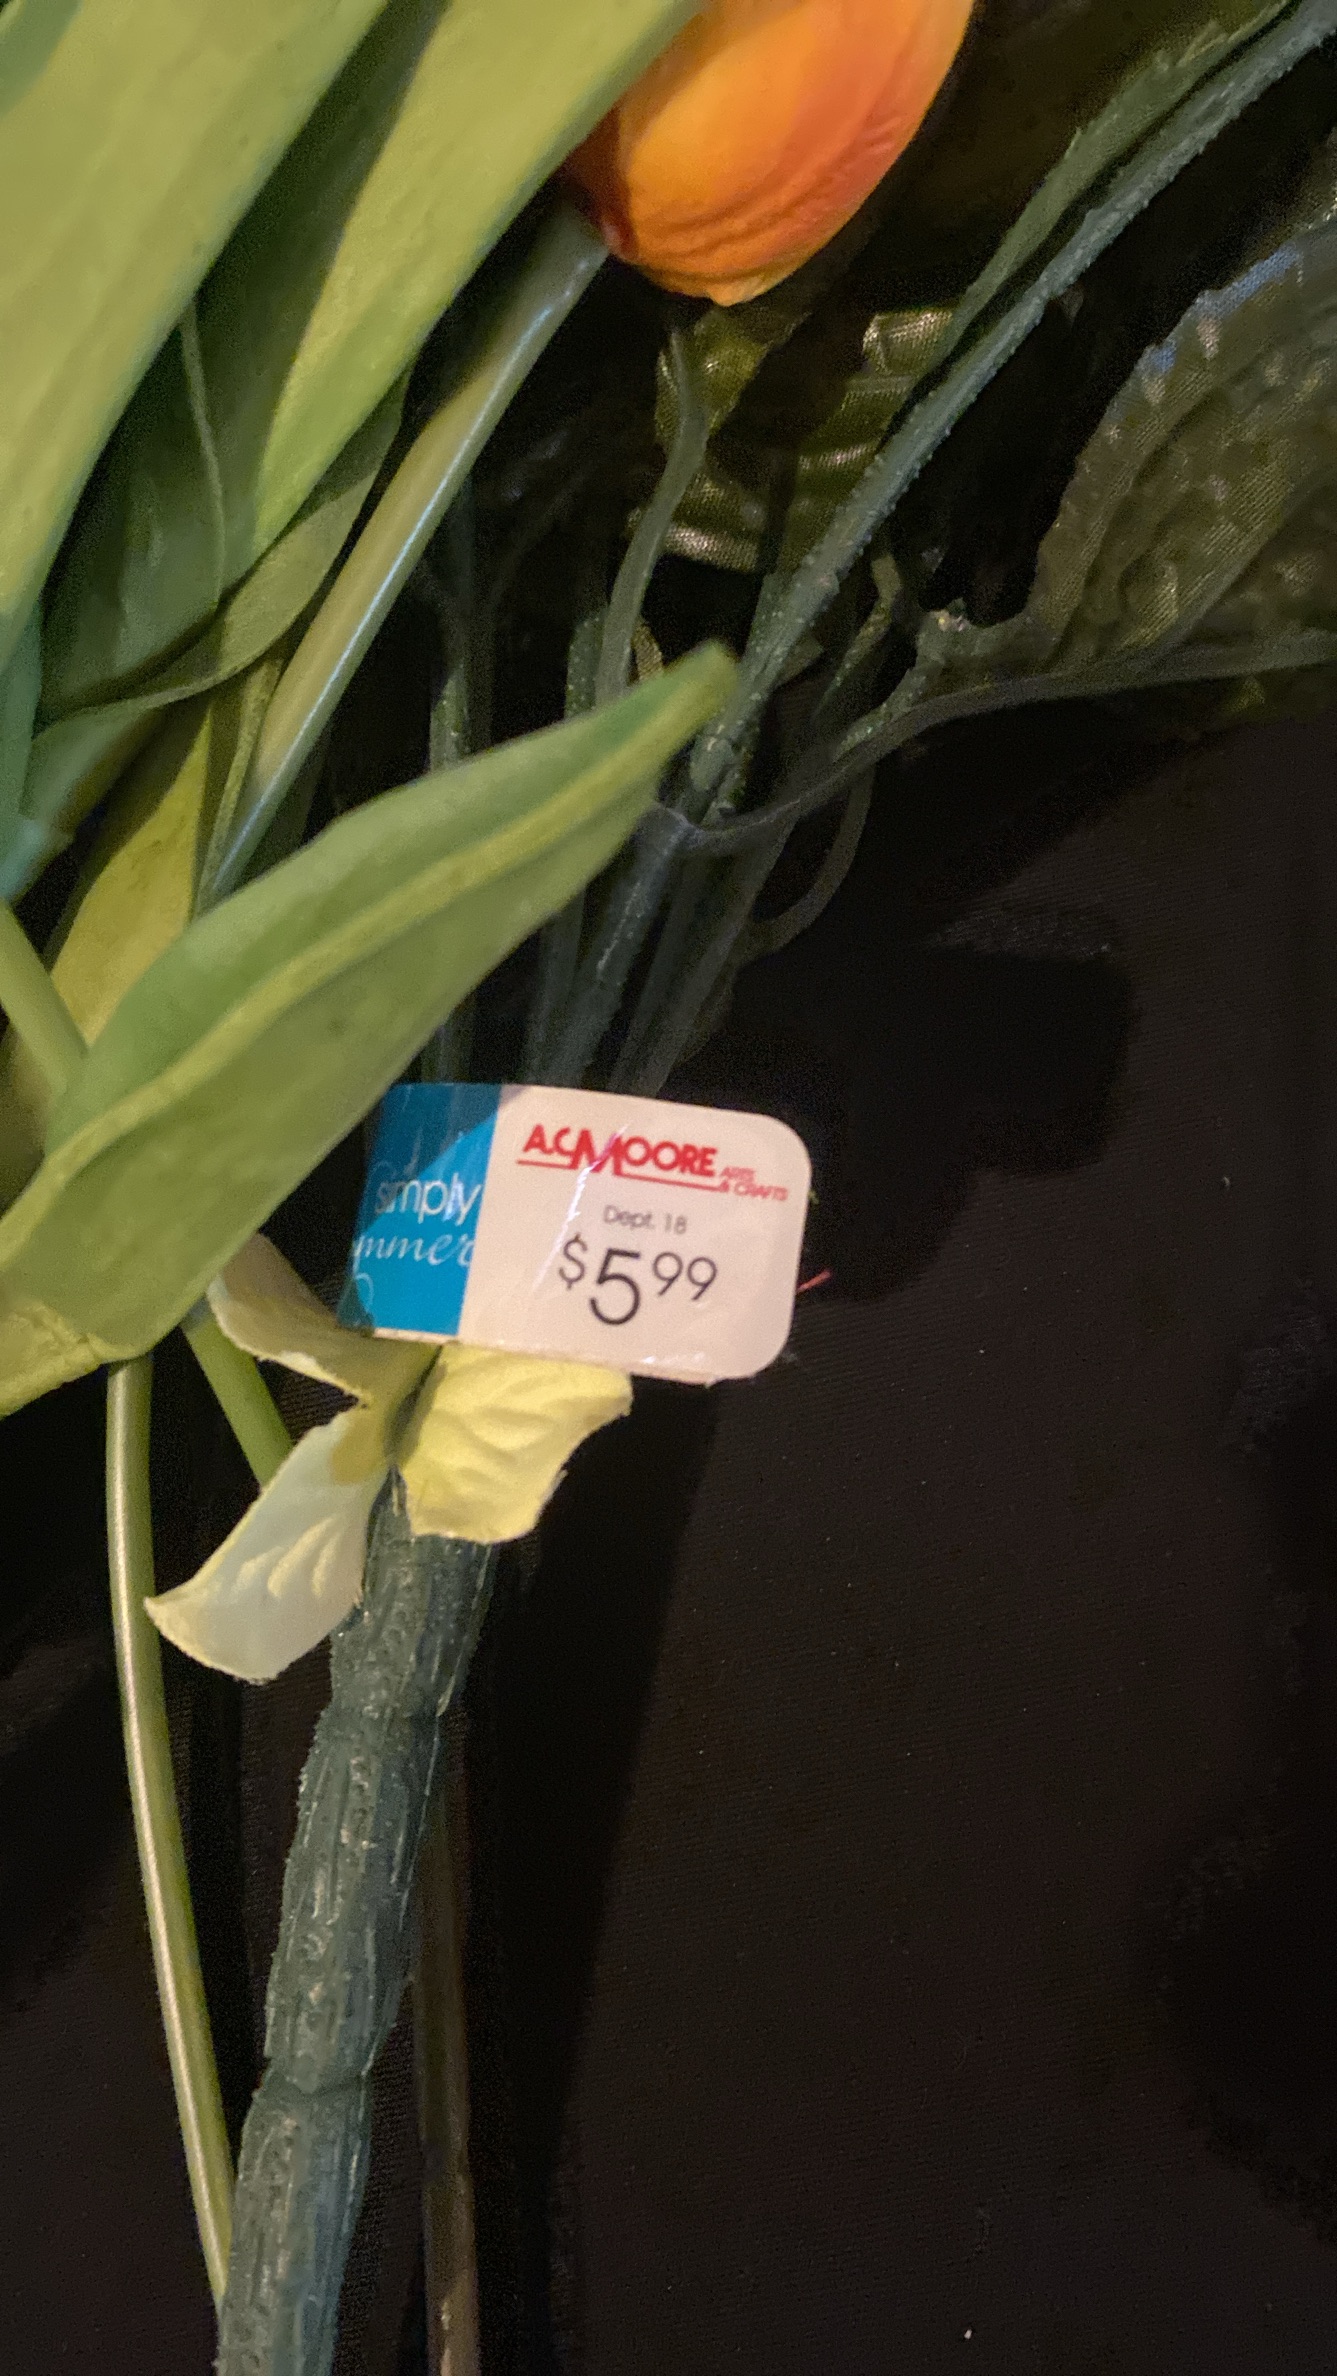 simply
mmer
A.C.MOORE
ARTS
& CRAFTS
Dept. 18
$5.99